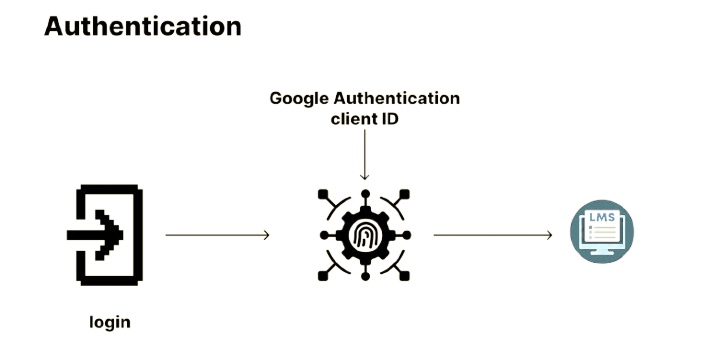 Authentication
Google Authentication
client ID
LMS
login